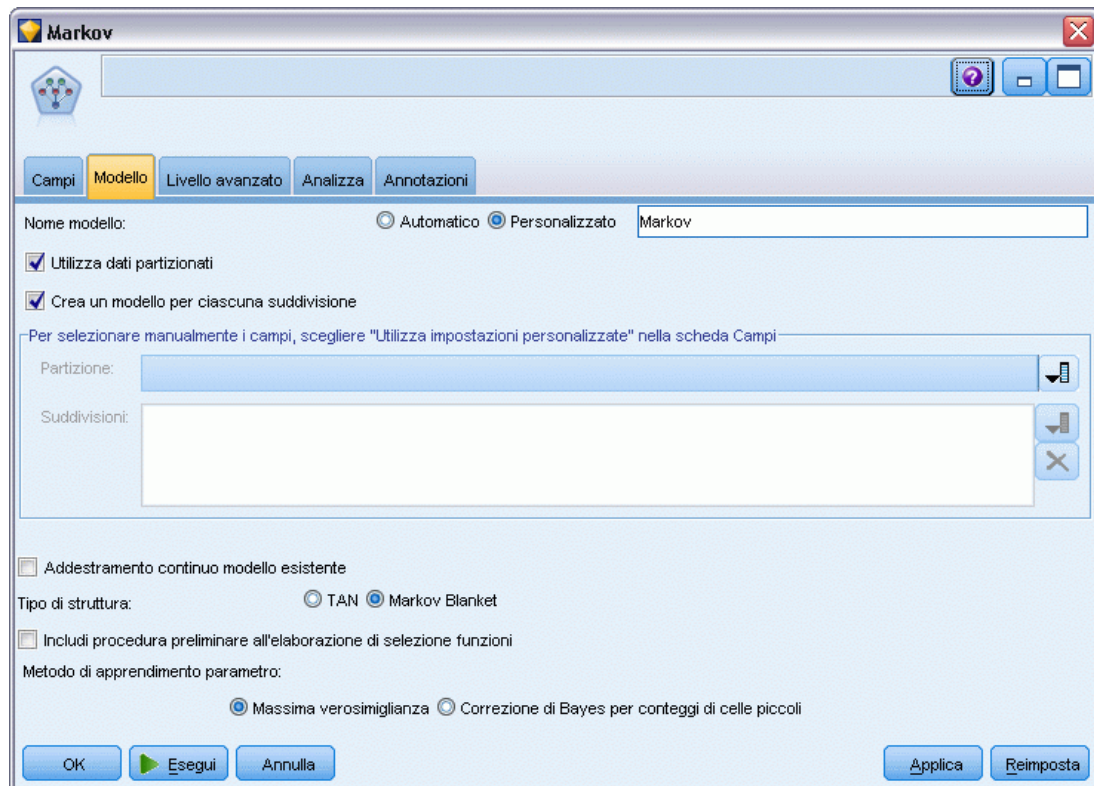 Markov
Campi Modello Livello avanzato Analizza Annotazioni
Nome modello: Automatico Personalizzato Markov
Utilizza dati partizionati
Crea un modello per ciascuna suddivisione
Per selezionare manualmente i campi, scegliere "Utilizza impostazioni personalizzate" nella scheda Campi
Partizione:
Suddivisioni:
Addestramento continuo modello esistente
Tipo di struttura: TAN Markov Blanket
Includi procedura preliminare all'elaborazione di selezione funzioni
Metodo di apprendimento parametro:
Massima verosimiglianza Correzione di Bayes per conteggi di celle piccoli
OK Esegui Annulla Applica Reimposta